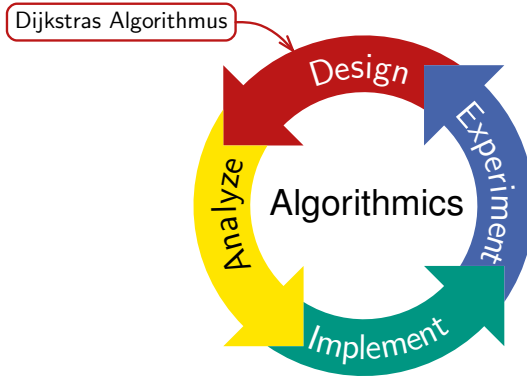 Dijkstras Algorithmus
Design
Experiment
Algorithmics
Analyze
Implement